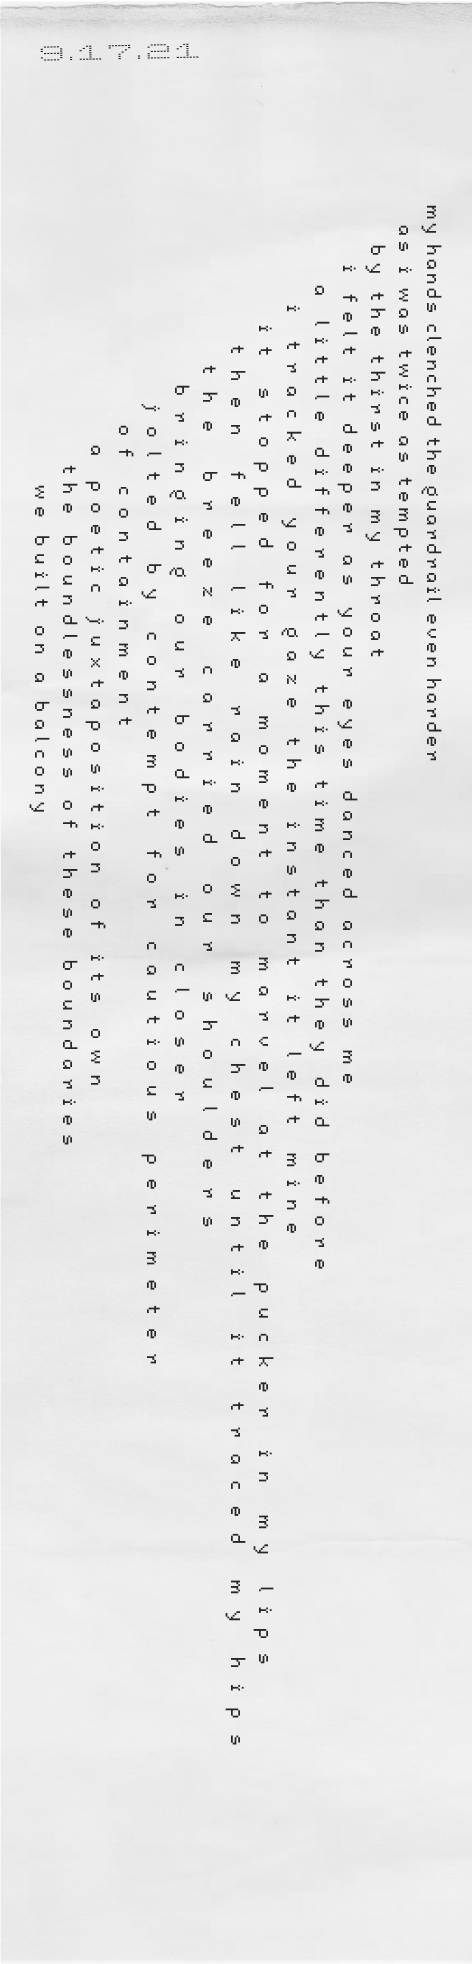 9.17.21
my hands clenched the guardrail even harder
as i was twice as tempted
by the thirst in my throat
i felt it deeper as your eyes danced across me
a little differently this time than they did before
i tracked your gaze the instant it left mine
it stopped for a moment to marvel at the pucker in my lips
then fell like rain down my chest until it traced my hips
the breeze carried our shoulders
bringing our bodies in closer
jolted by contempt for cautious perimeter
of containment
a poetic juxtaposition of its own
the boundlessness of these boundaries
we built on a balcony